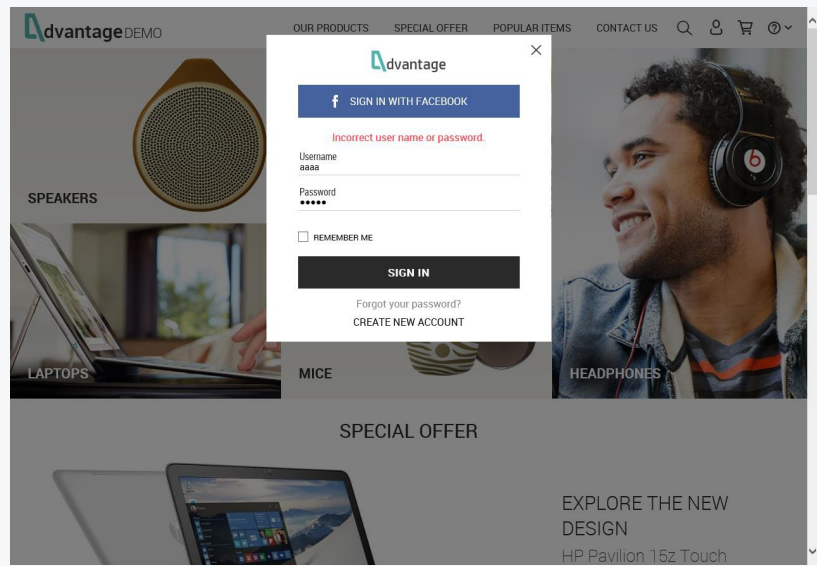 dvantage DEMO
OUR PRODUCTS SPECIAL OFFER POPULAR ITEMS CONTACT US
dvantage
SIGN IN WITH FACEBOOK
Incorrect user name or password.
Username
aaaa
Password
•••••
REMEMBER ME
SIGN IN
Forgot your password?
CREATE NEW ACCOUNT
SPEAKERS
LAPTOPS
MICE
HEADPHONES
SPECIAL OFFER
EXPLORE THE NEW
DESIGN
HP Pavilion 15z Touch